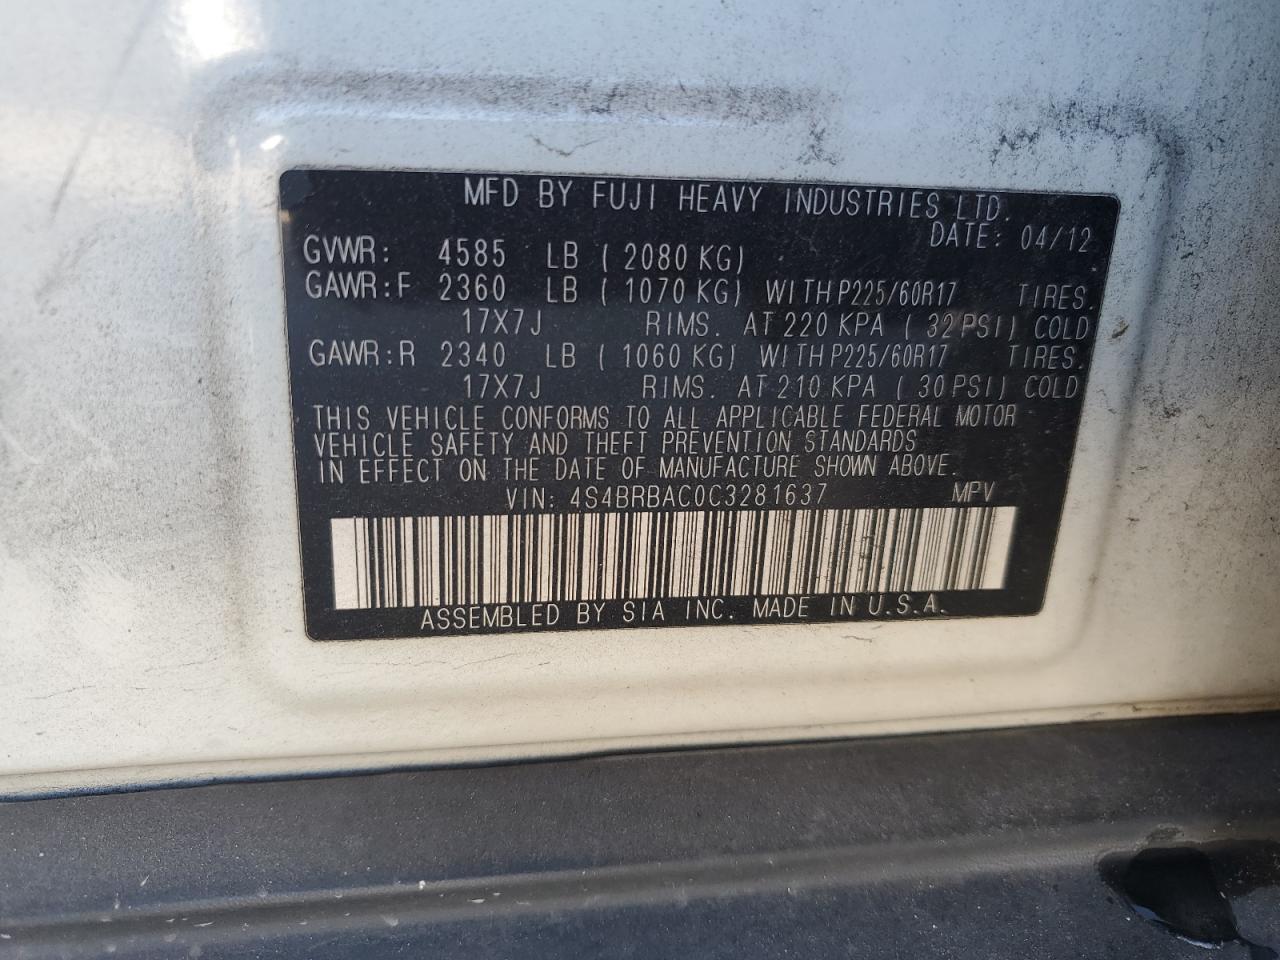 MFD BY FUJI HEAVY INDUSTRIES LTD.
DATE: 04/12
GVWR: 4585 LB ( 2080 KG)
GAWR:F 2360 LB ( 1070 KG) WITH P225/60R17 TIRES.
17X7J RIMS. AT 220 KPA ( 32 PSI) COLD
GAWR:R 2340 LB ( 1060 KG) WITH P225/60R17 TIRES.
17X7J RIMS. AT 210 KPA ( 30 PSI) COLD
THIS VEHICLE CONFORMS TO ALL APPLICABLE FEDERAL MOTOR
VEHICLE SAFETY AND THEFT PREVENTION STANDARDS
IN EFFECT ON THE DATE OF MANUFACTURE SHOWN ABOVE.
VIN: 4S4BRBAC0C3281637 MPV
ASSEMBLED BY SIA INC. MADE IN U.S.A.